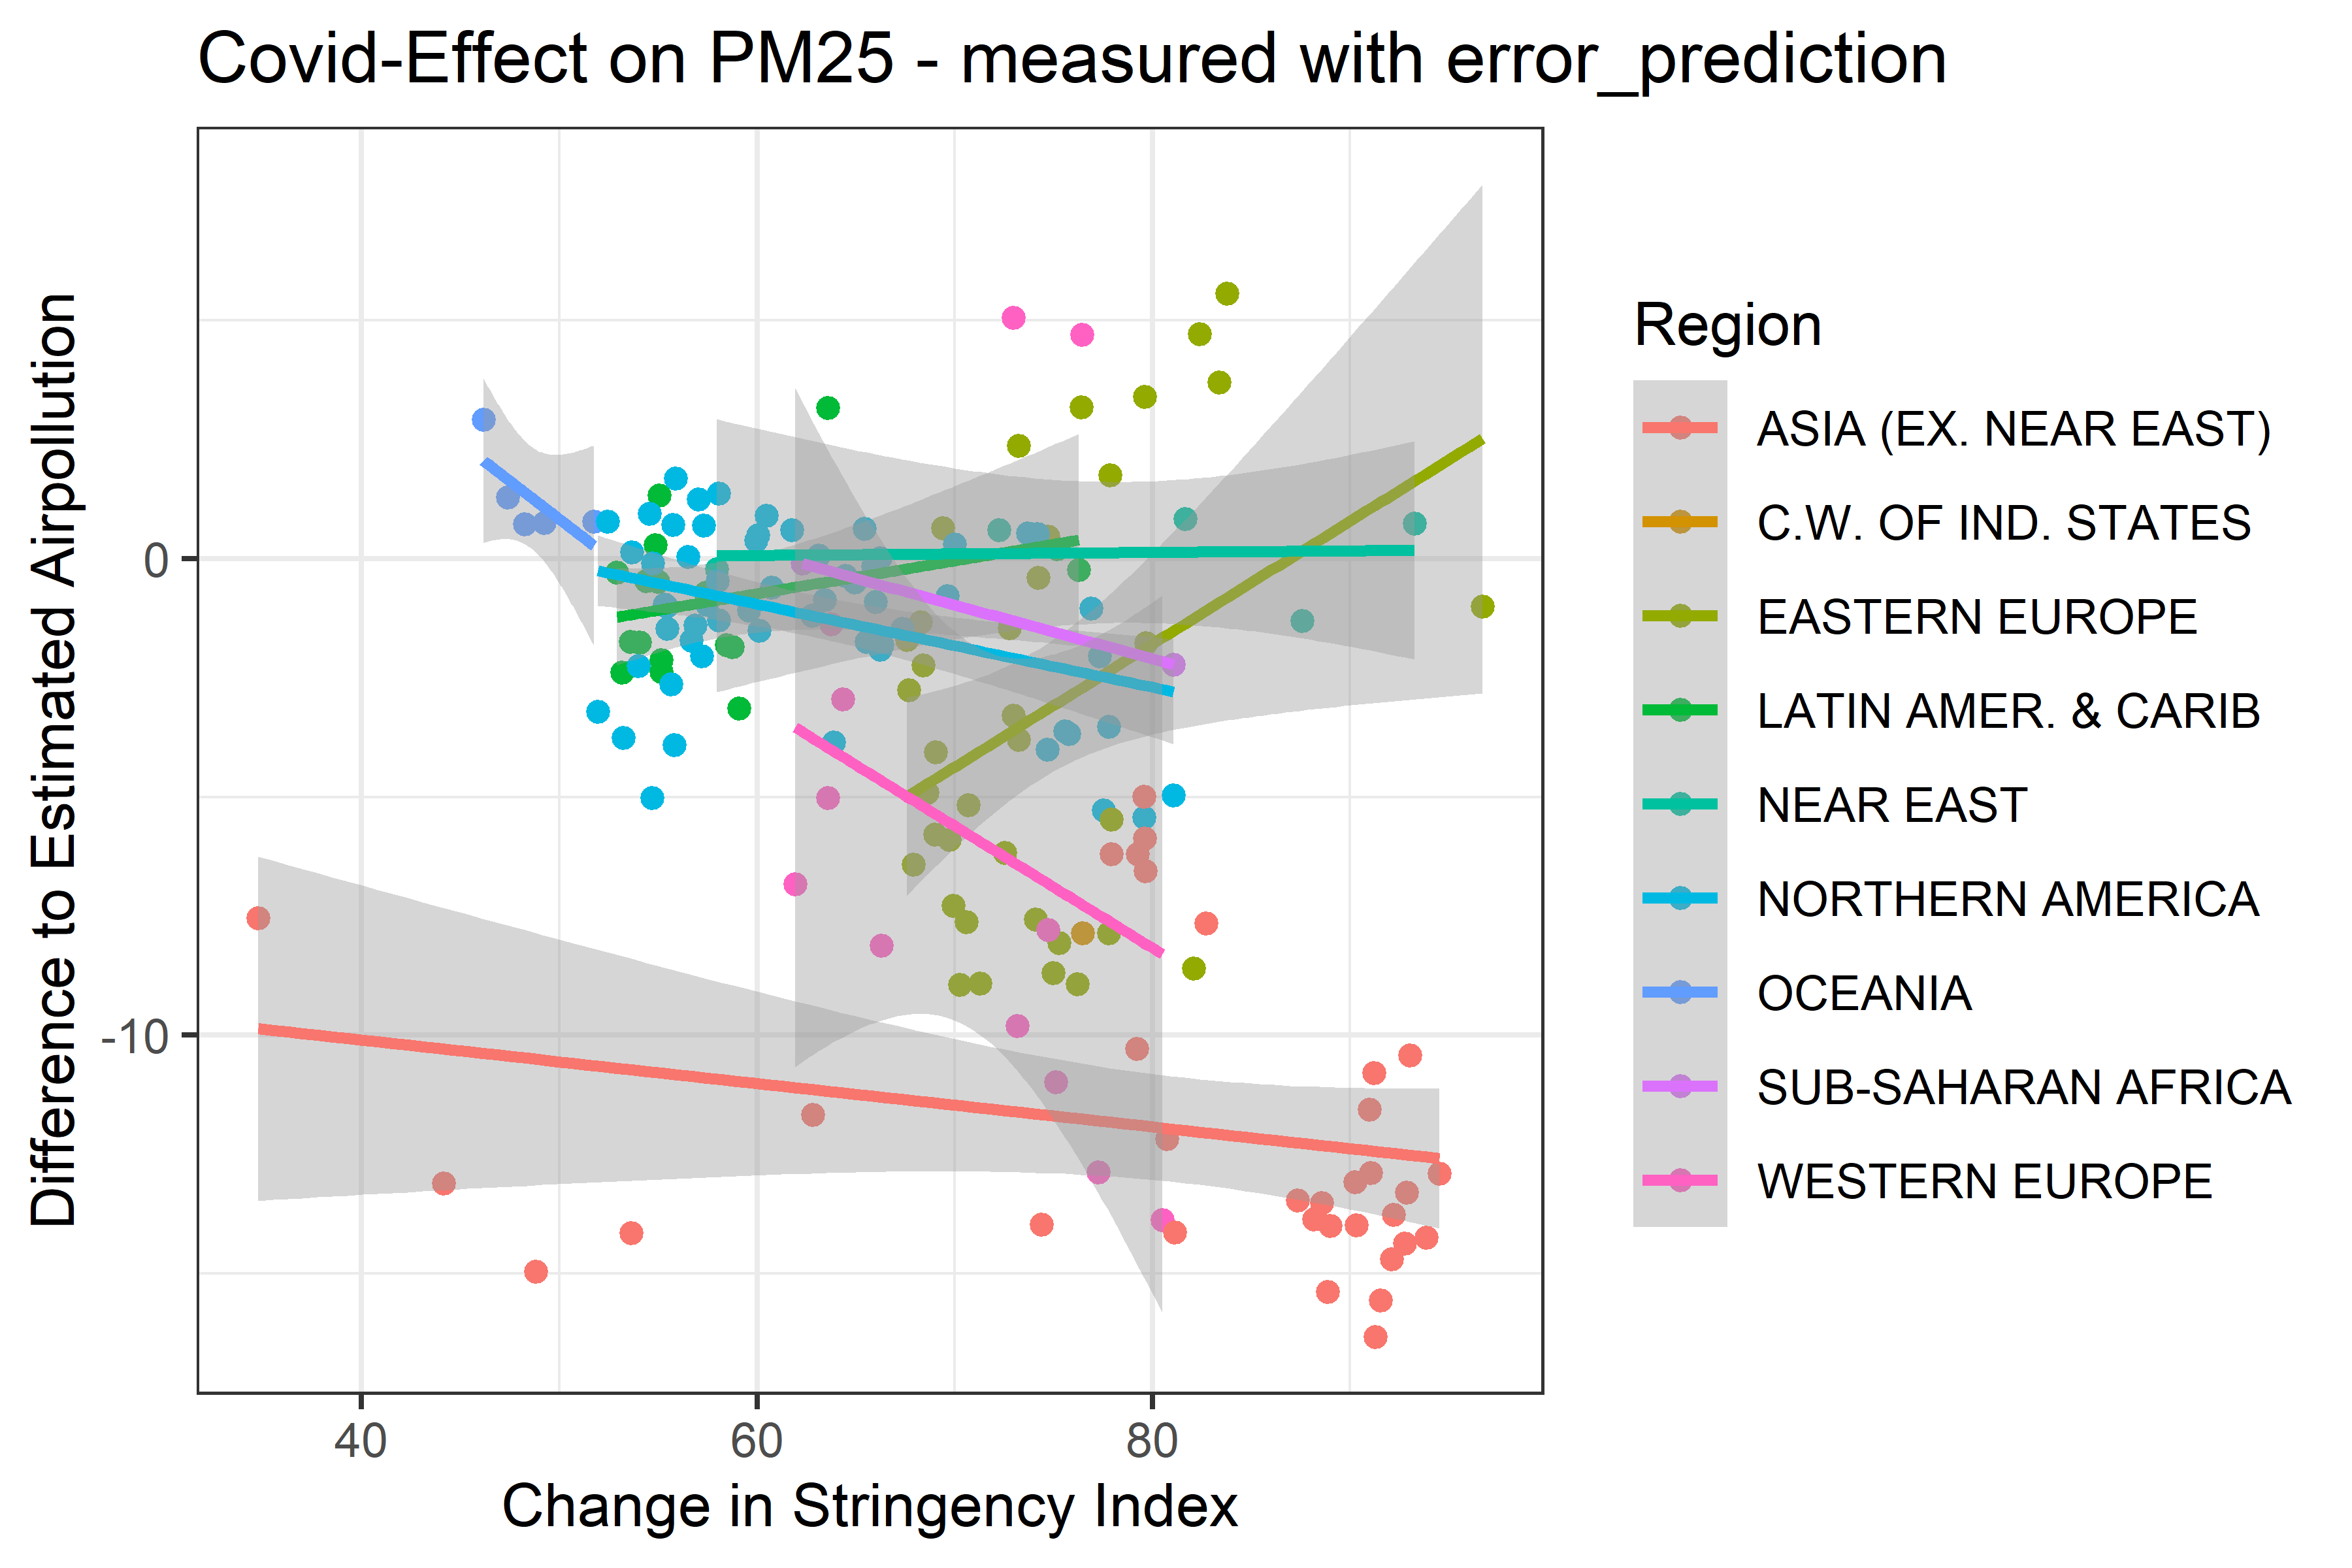 Covid-Effect on PM25 - measured with error_prediction
Difference to Estimated Airpollution
0
-10
40
60
80
Change in Stringency Index
Region
ASIA (EX. NEAR EAST)
C.W. OF IND. STATES
EASTERN EUROPE
LATIN AMER. & CARIB
NEAR EAST
NORTHERN AMERICA
OCEANIA
SUB-SAHARAN AFRICA
WESTERN EUROPE